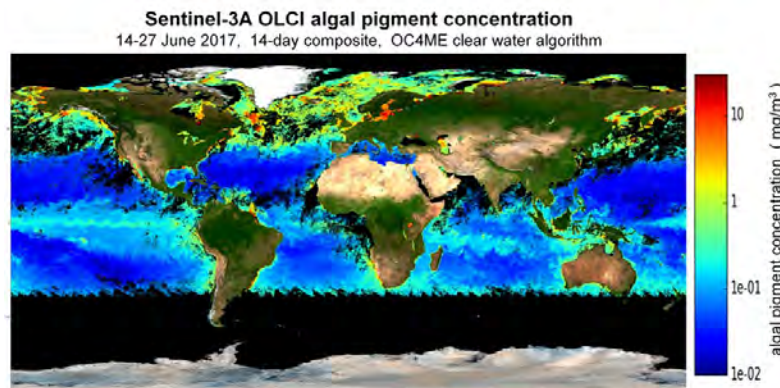 Sentinel-3A OLCI algal pigment concentration
14-27 June 2017, 14-day composite, OC4ME clear water algorithm
10
1
1e-01
1e-02
algal pigment concentration ( mg/m³ )